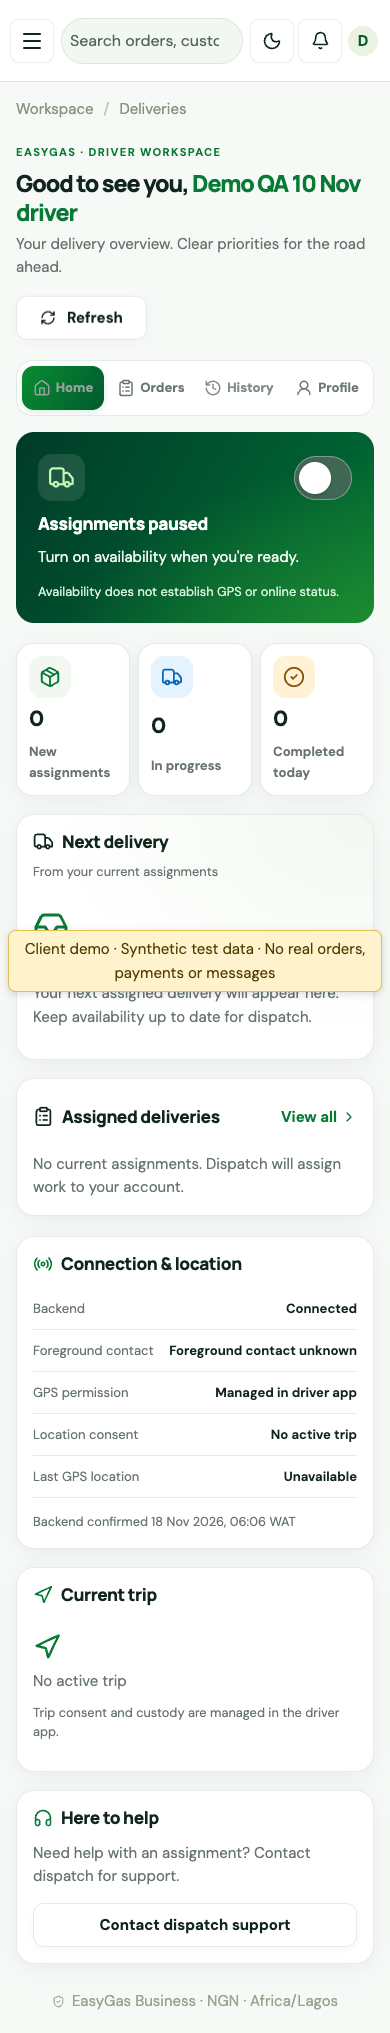 Search orders, custo
D
Workspace / Deliveries
EASYGAS · DRIVER WORKSPACE
Good to see you, Demo QA 10 Nov
driver
Your delivery overview. Clear priorities for the road
ahead.
Refresh
Home
Orders
History
Profile
Assignments paused
Turn on availability when you're ready.
Availability does not establish GPS or online status.
0
New
assignments
0
In progress
0
Completed
today
Next delivery
From your current assignments
Client demo · Synthetic test data · No real orders,
payments or messages
Your next assigned delivery will appear here.
Keep availability up to date for dispatch.
Assigned deliveries
View all
No current assignments. Dispatch will assign
work to your account.
Connection & location
Backend Connected
Foreground contact Foreground contact unknown
GPS permission Managed in driver app
Location consent No active trip
Last GPS location Unavailable
Backend confirmed 18 Nov 2026, 06:06 WAT
Current trip
No active trip
Trip consent and custody are managed in the driver
app.
Here to help
Need help with an assignment? Contact
dispatch for support.
Contact dispatch support
EasyGas Business · NGN · Africa/Lagos